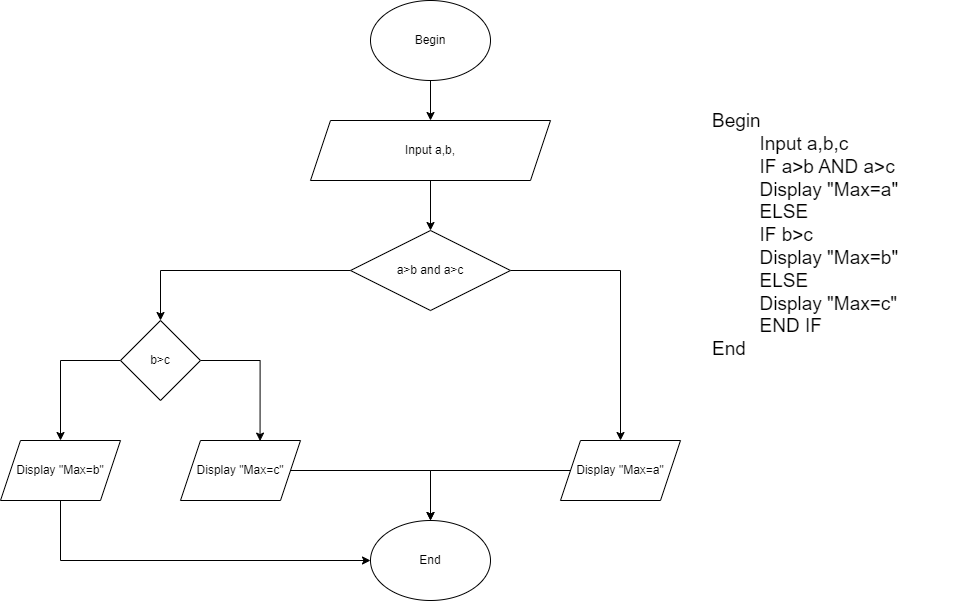 Begin
Input a,b,
a>b and a>c
b>c
Display "Max=b"
Display "Max=c"
Display "Max=a"
End
Begin
Input a,b,c
IF a>b AND a>c
Display "Max=a"
ELSE
IF b>c
Display "Max=b"
ELSE
Display "Max=c"
END IF
End